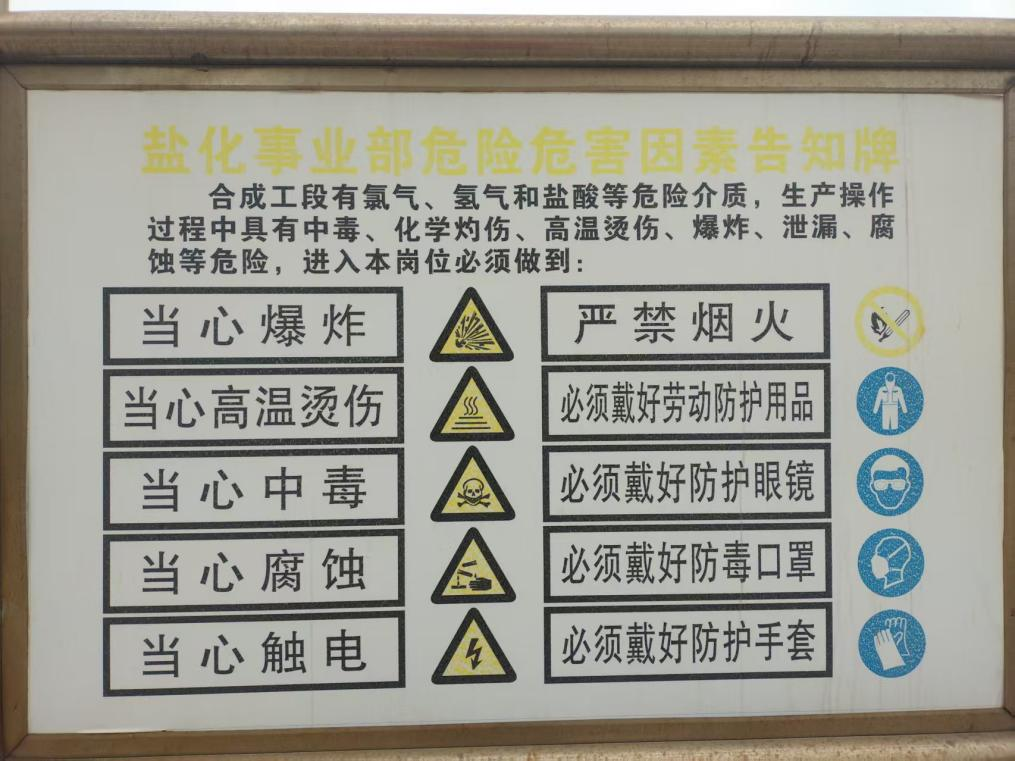 盐化事业部危险危害因素告知牌
合成工段有氯气、氢气和盐酸等危险介质，生产操作
过程中具有中毒、化学灼伤、高温烫伤、爆炸、泄漏、腐
蚀等危险，进入本岗位必须做到：
当心爆炸
严禁烟火
当心高温烫伤
必须戴好劳动防护用品
当心中毒
必须戴好防护眼镜
当心腐蚀
必须戴好防毒口罩
当心触电
必须戴好防护手套